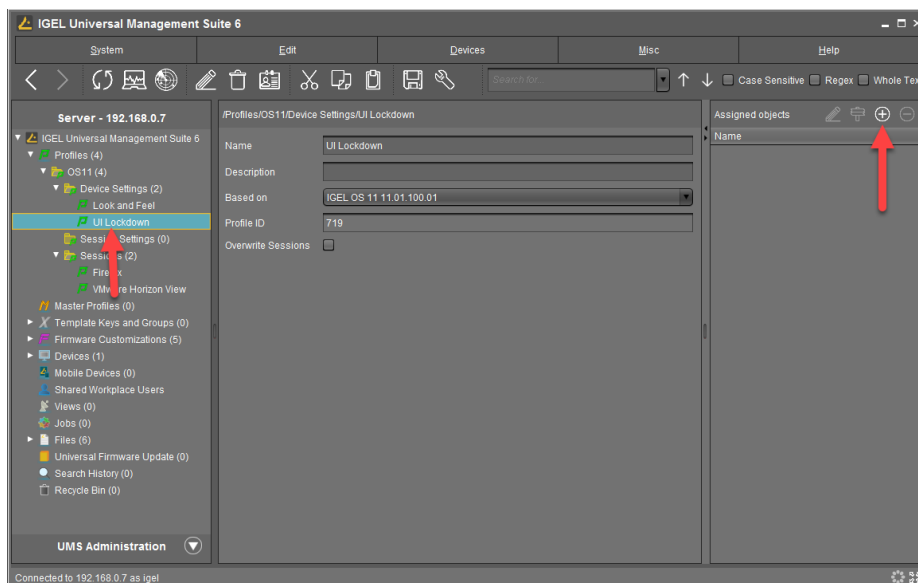 IGEL Universal Management Suite 6
System Edit Devices Misc Help
Search for...
Case Sensitive Regex Whole Tex
Server - 192.168.0.7
IGEL Universal Management Suite 6
Profiles (4)
OS11 (4)
Device Settings (2)
Look and Feel
UI Lockdown
Settings (0)
(2)
VMware Horizon View
Master Profiles (0)
Template Keys and Groups (0)
Firmware Customizations (5)
Devices (1)
Mobile Devices (0)
Shared Workplace Users
Views (0)
Jobs (0)
Files (6)
Universal Firmware Update (0)
Search History (0)
Recycle Bin (0)
UMS Administration
/Profiles/OS11/Device Settings/UI Lockdown
Name UI Lockdown
Description
Based on IGEL OS 11 11.01.100.01
Profile ID 719
Overwrite Sessions
Assigned objects
Name
Connected to 192.168.0.7 as igel